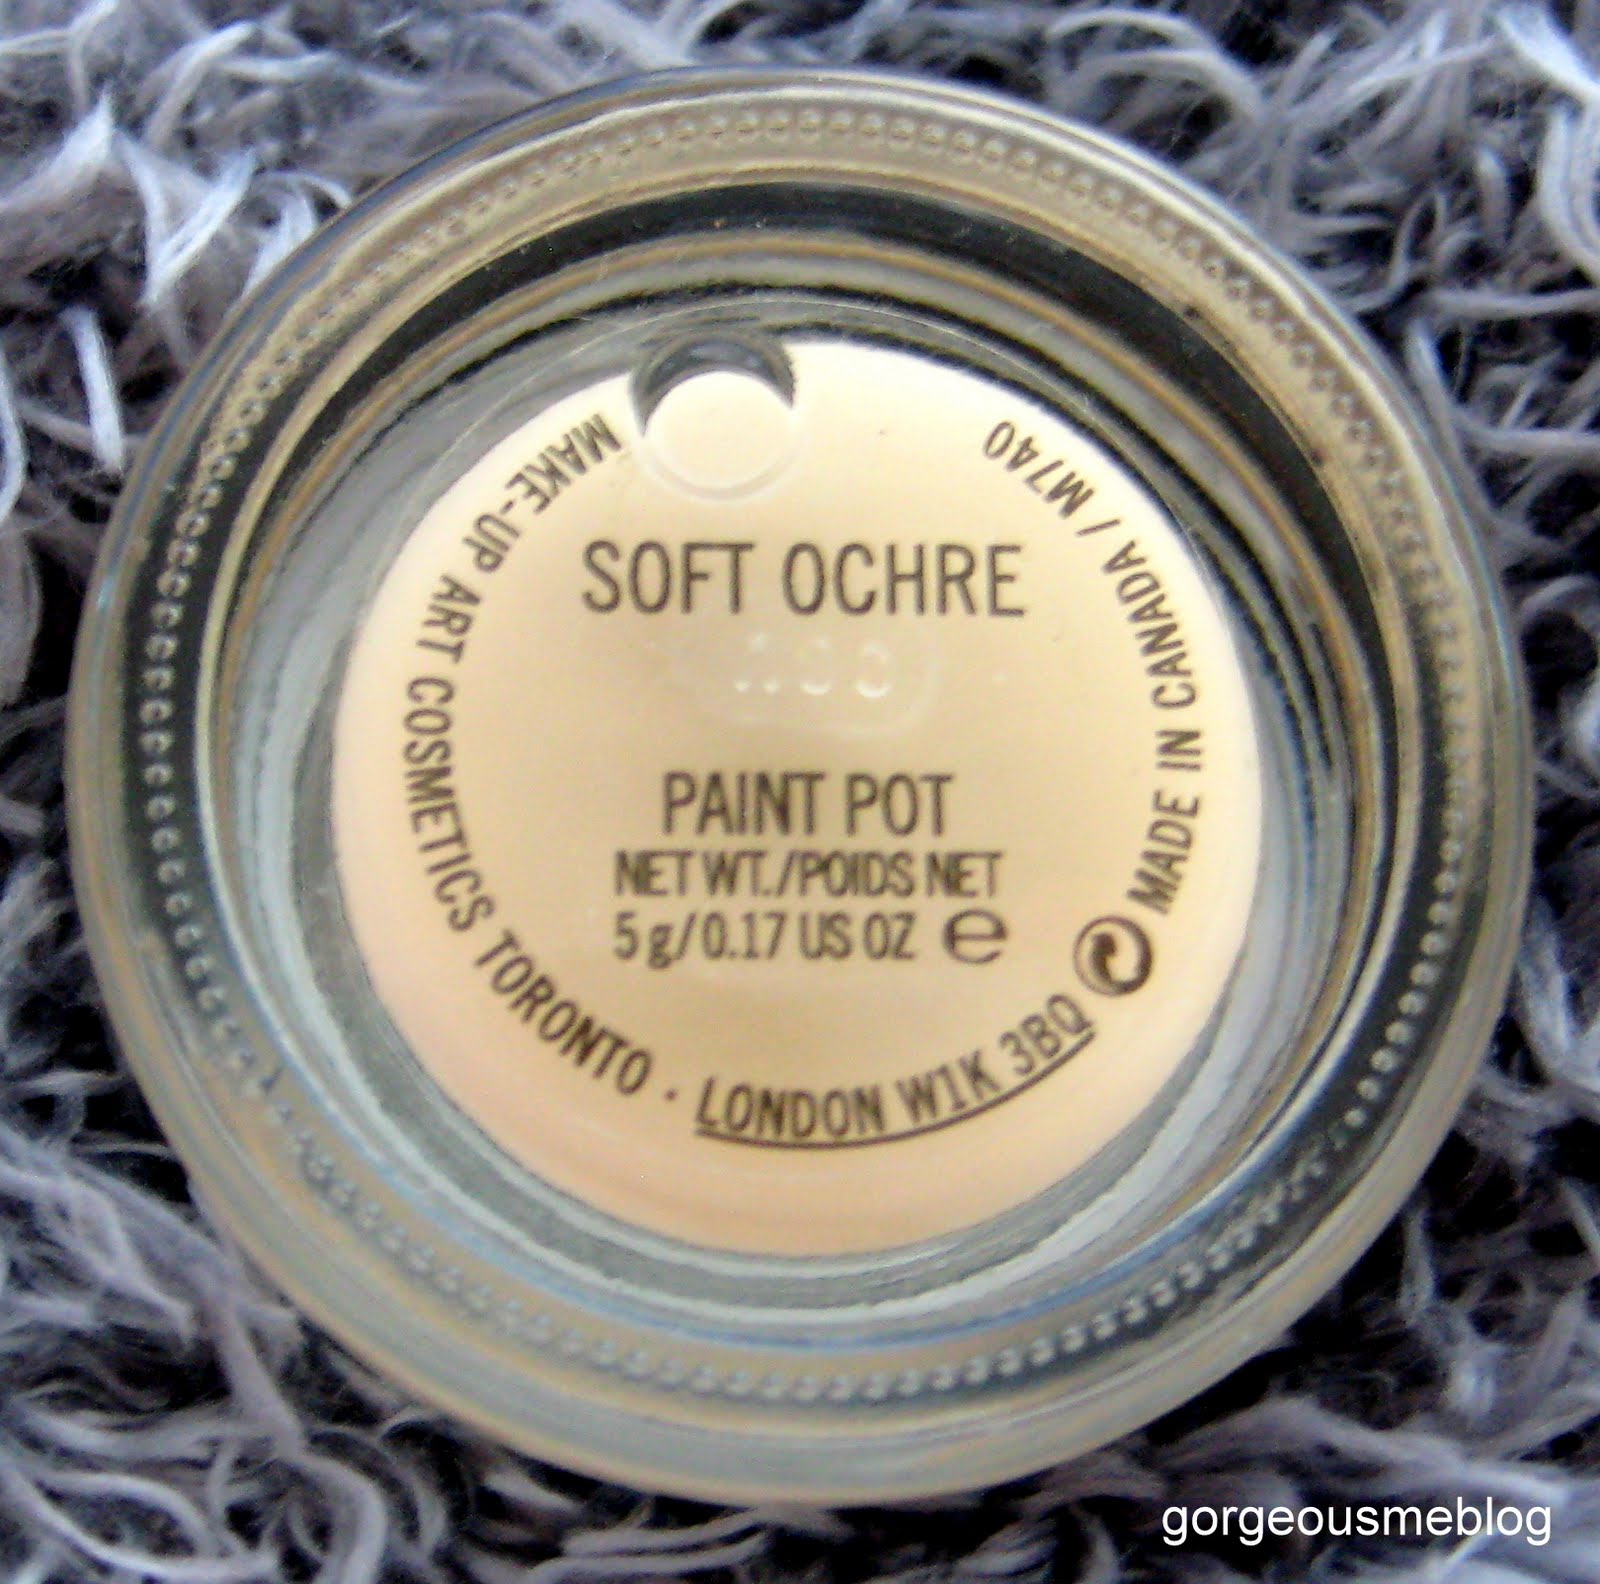 SOFT OCHRE
PAINT POT
NET WT./POIDS NET
5 g/0.17 US OZ e
MAKE-UP ART COSMETICS TORONTO · LONDON W1K 3BQ
MADE IN CANADA / M740
gorgeousmeblog